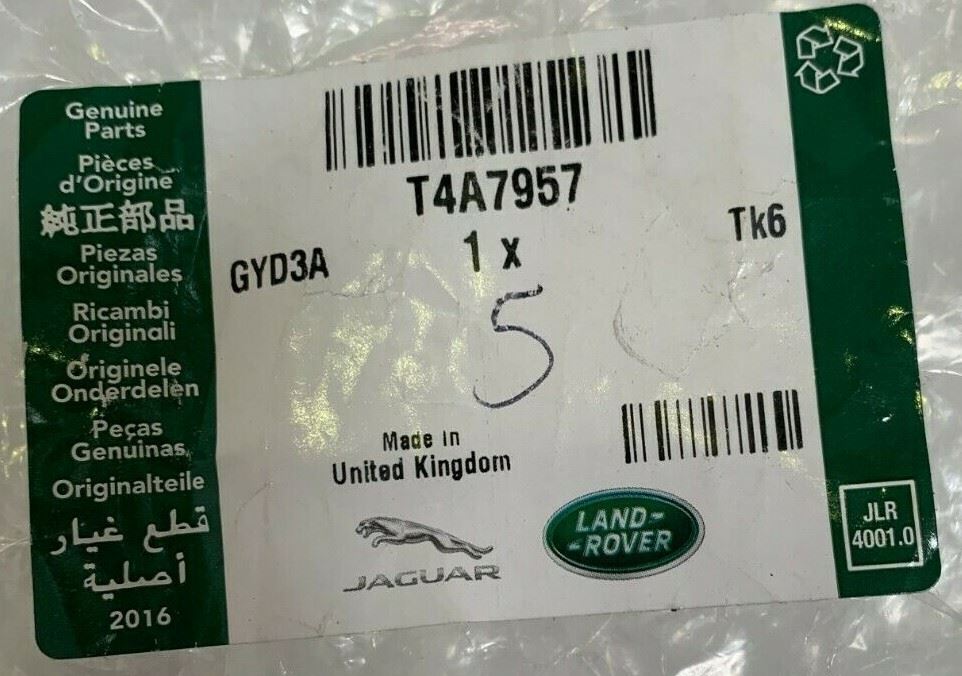 Genuine
Parts
Pièces
d'Origine
純正部品
Piezas
Originales
Ricambi
Originali
Originele
Onderdelen
Peças
Genuinas
Originalteile
قطع غيار
أصلية
2016
T4A7957
1 x
GYD3A
Tk6
5
Made in
United Kingdom
JAGUAR
LAND-
-ROVER
JLR
4001.0